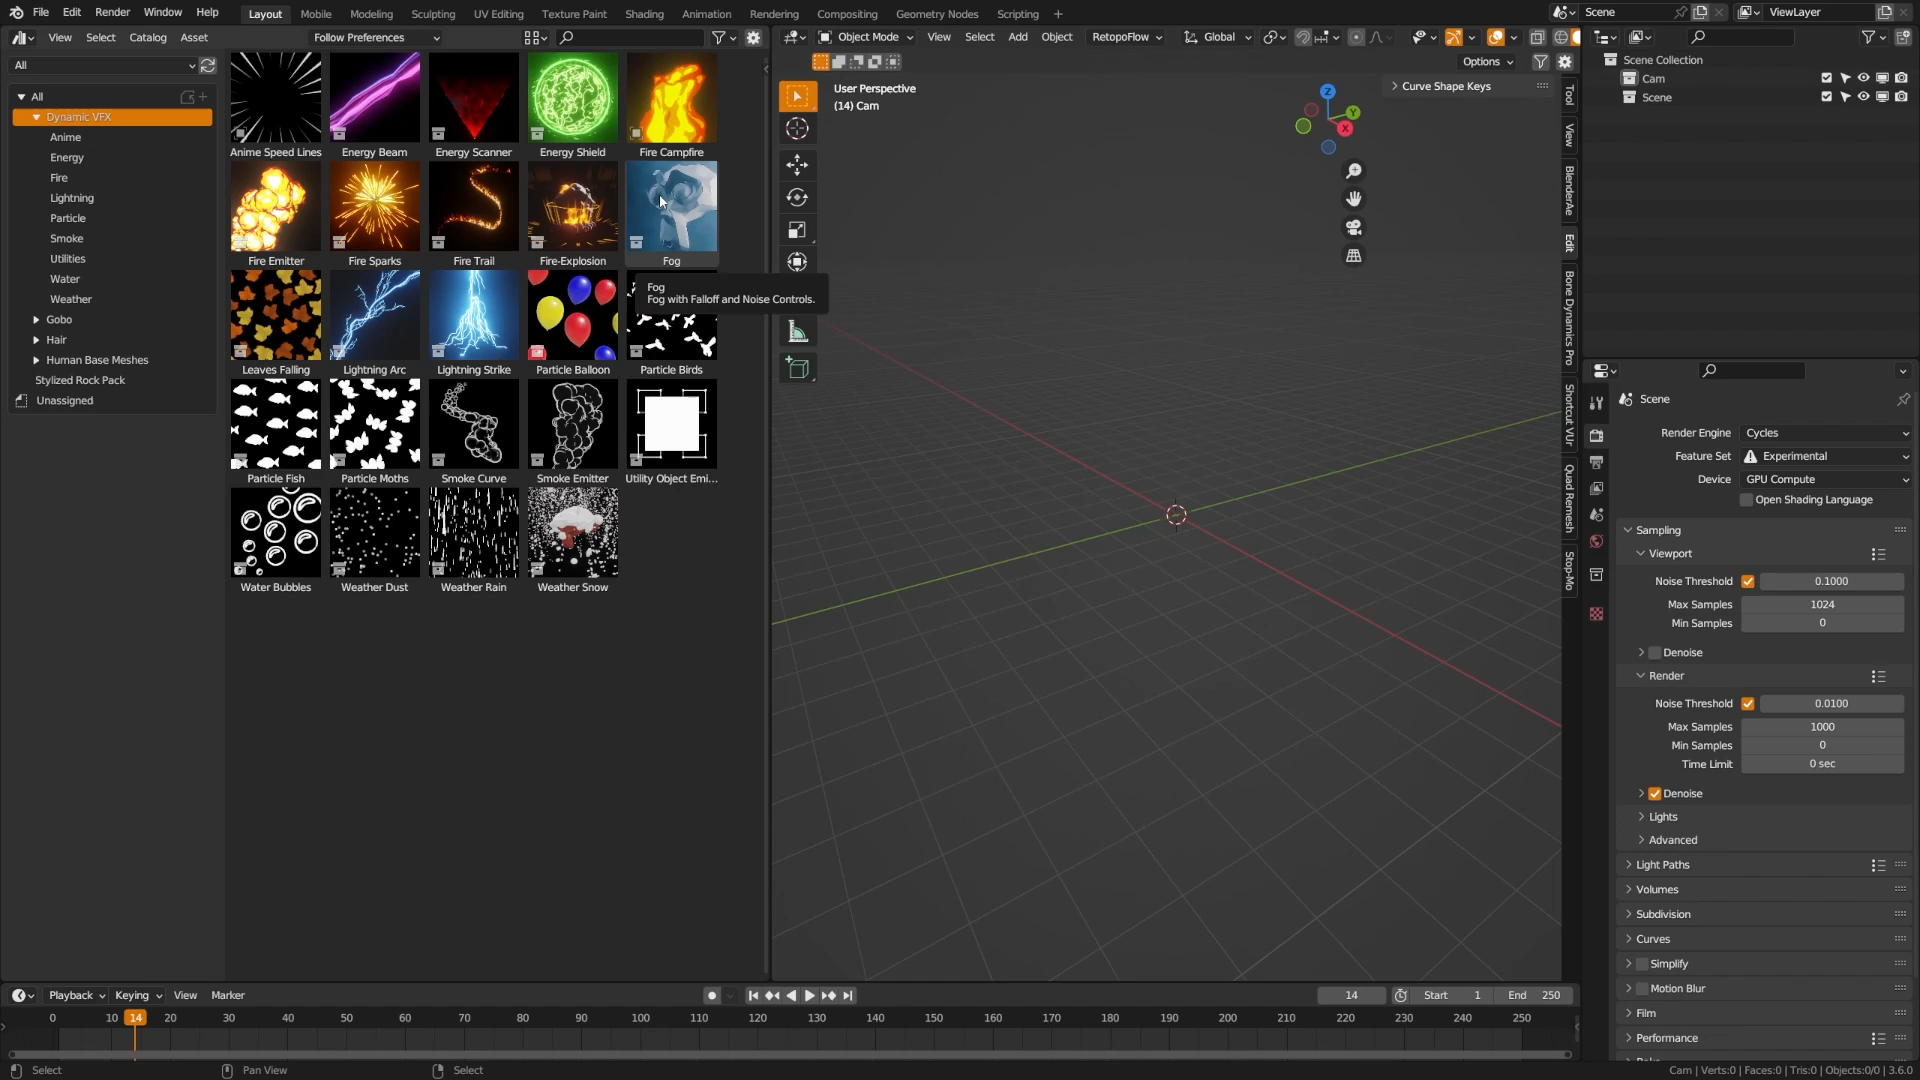 File Edit Render Window Help Layout Mobile Modeling Sculpting UV Editing Texture Paint Shading Animation Rendering Compositing Geometry Nodes Scripting + Scene ViewLayer
View Select Catalog Asset Follow Preferences
Object Mode View Select Add Object RetopoFlow Global
Options
All
All
Dynamic VFX
Anime
Energy
Fire
Lightning
Particle
Smoke
Utilities
Water
Weather
Gobo
Hair
Human Base Meshes
Stylized Rock Pack
Unassigned
Anime Speed Lines Energy Beam Energy Scanner Energy Shield Fire Campfire
Fire Emitter Fire Sparks Fire Trail Fire-Explosion Fog
Fog
Fog with Falloff and Noise Controls.
Leaves Falling Lightning Arc Lightning Strike Particle Balloon Particle Birds
Particle Fish Particle Moths Smoke Curve Smoke Emitter Utility Object Emi...
Water Bubbles Weather Dust Weather Rain Weather Snow
User Perspective
(14) Cam
Curve Shape Keys
Z
Y
X
Tool
View
BlenderAe
Edit
Bone Dynamics Pro
Shortcut VUr
Quad Remesh
Stop-Mo
Scene Collection
Cam
Scene
Scene
Render Engine Cycles
Feature Set Experimental
Device GPU Compute
Open Shading Language
Sampling
Viewport
Noise Threshold 0.1000
Max Samples 1024
Min Samples 0
Denoise
Render
Noise Threshold 0.0100
Max Samples 1000
Min Samples 0
Time Limit 0 sec
Denoise
Lights
Advanced
Light Paths
Volumes
Subdivision
Curves
Simplify
Motion Blur
Film
Performance
Playback Keying View Marker 14 Start 1 End 250
0 10 14 20 30 40 50 60 70 80 90 100 110 120 130 140 150 160 170 180 190 200 210 220 230 240 250
Select Pan View Select Cam | Verts:0 | Faces:0 | Tris:0 | Objects:0/0 | 3.6.0